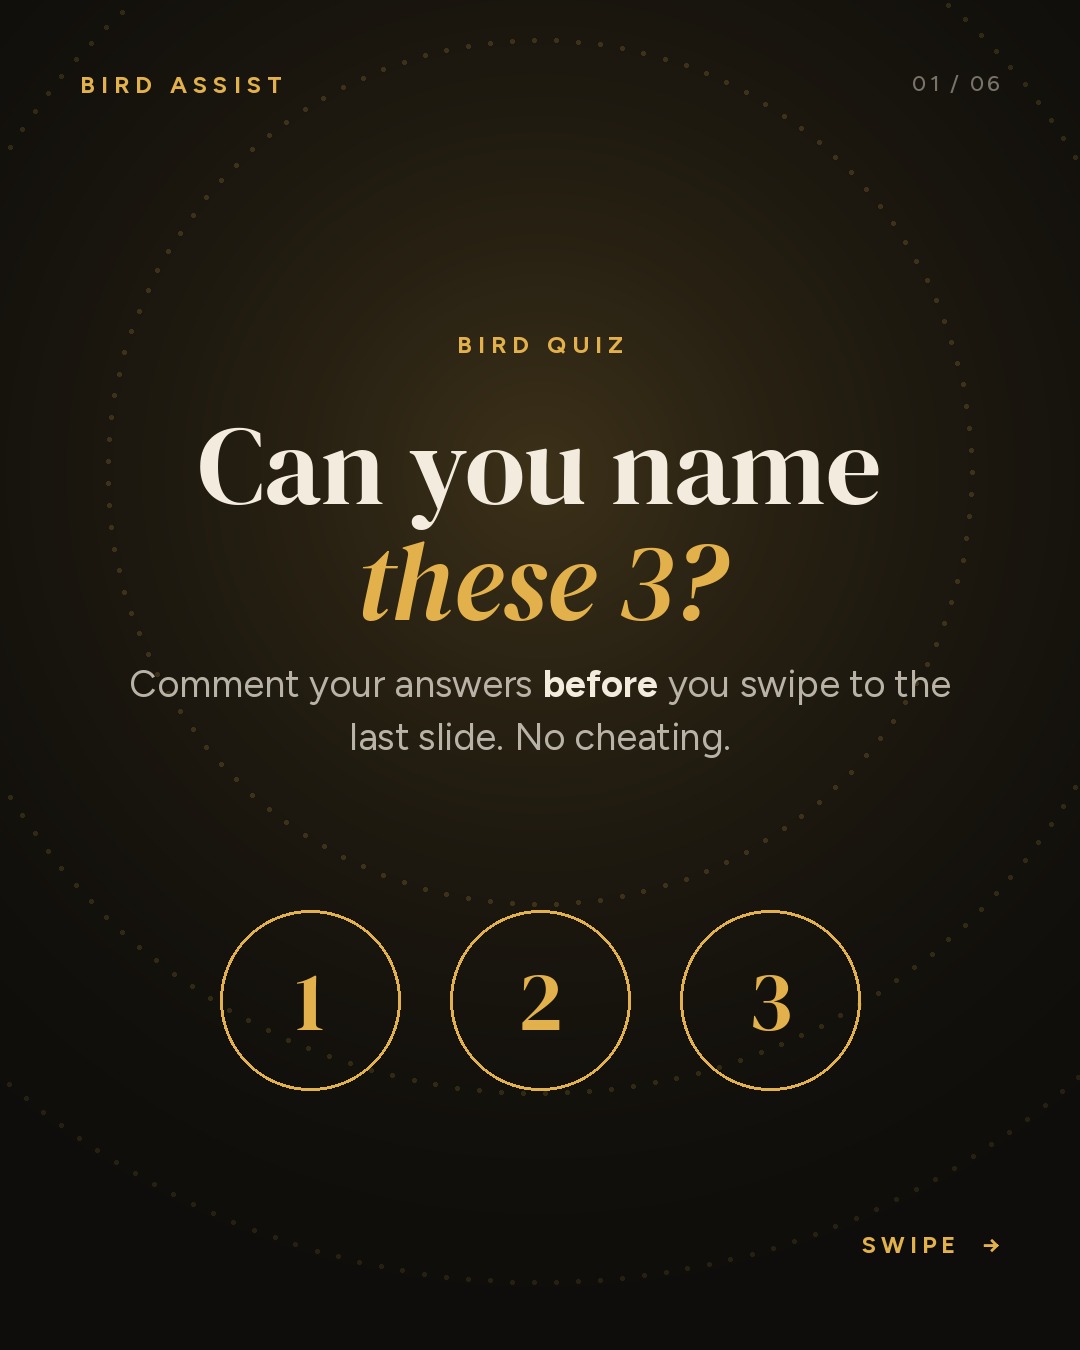 BIRD ASSIST
01 / 06
BIRD QUIZ
Can you name
these 3?
Comment your answers before you swipe to the
last slide. No cheating.
1 2 3
SWIPE →